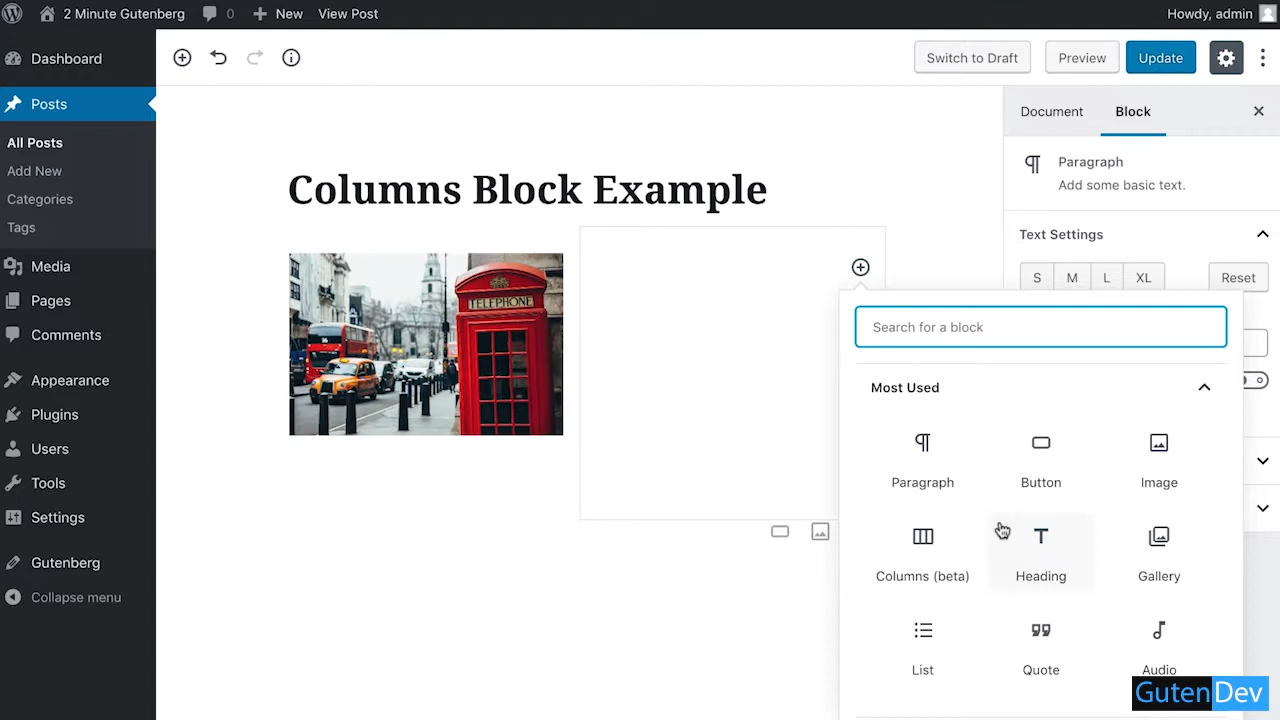 2 Minute Gutenberg
0
New
View Post
Howdy, admin
Dashboard
Posts
All Posts
Add New
Categories
Tags
Media
Pages
Comments
Appearance
Plugins
Users
Tools
Settings
Gutenberg
Collapse menu
Switch to Draft
Preview
Update
Columns Block Example
TELEPHONE
Document
Block
Paragraph
Add some basic text.
Text Settings
S
M
L
XL
Reset
Search for a block
Most Used
Paragraph
Button
Image
Columns (beta)
Heading
Gallery
List
Quote
Audio
GutenDev